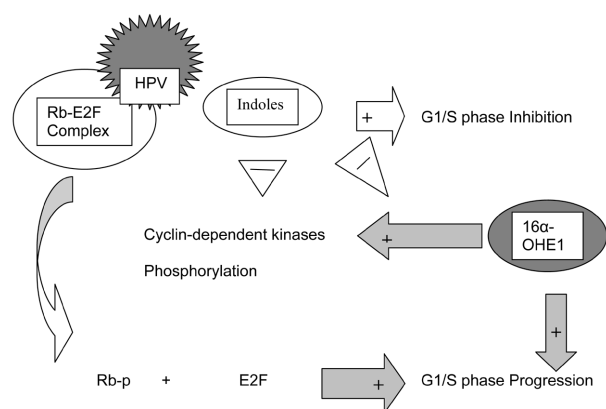 HPV
Rb-E2F
Complex
Indoles
+
G1/S phase Inhibition
Cyclin-dependent kinases
+
16α-
OHE1
Phosphorylation
+
Rb-p + E2F
+
G1/S phase Progression